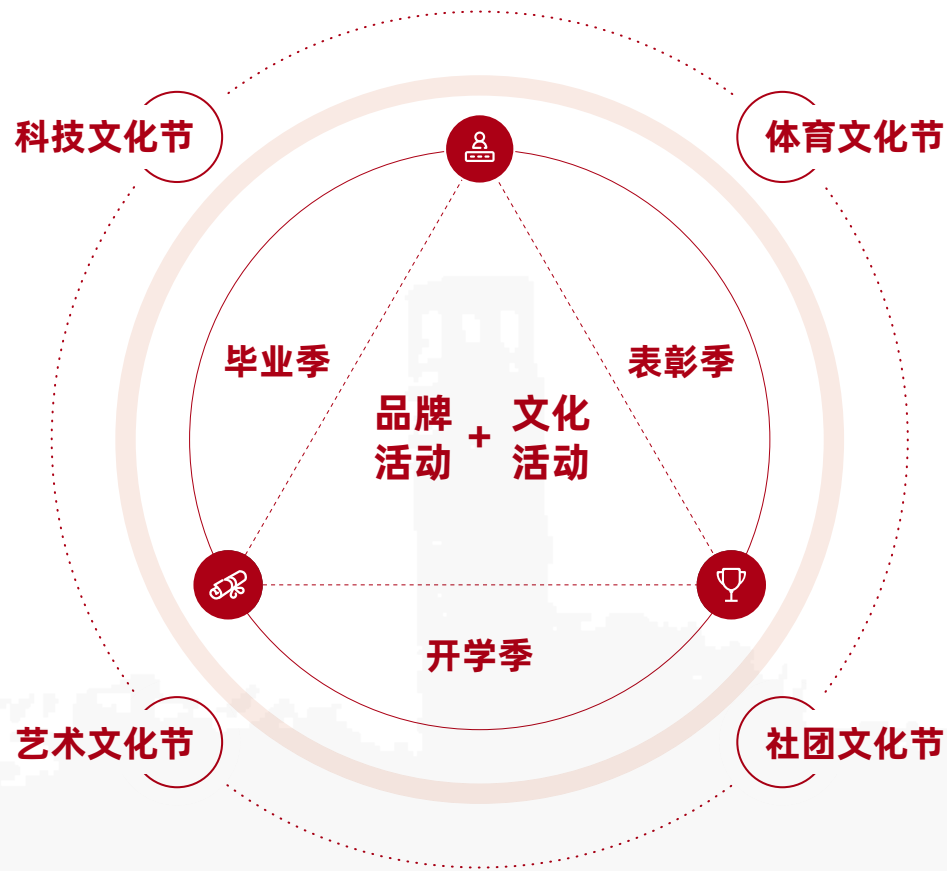 科技文化节
体育文化节
毕业季
表彰季
品牌活动
+
文化活动
开学季
艺术文化节
社团文化节